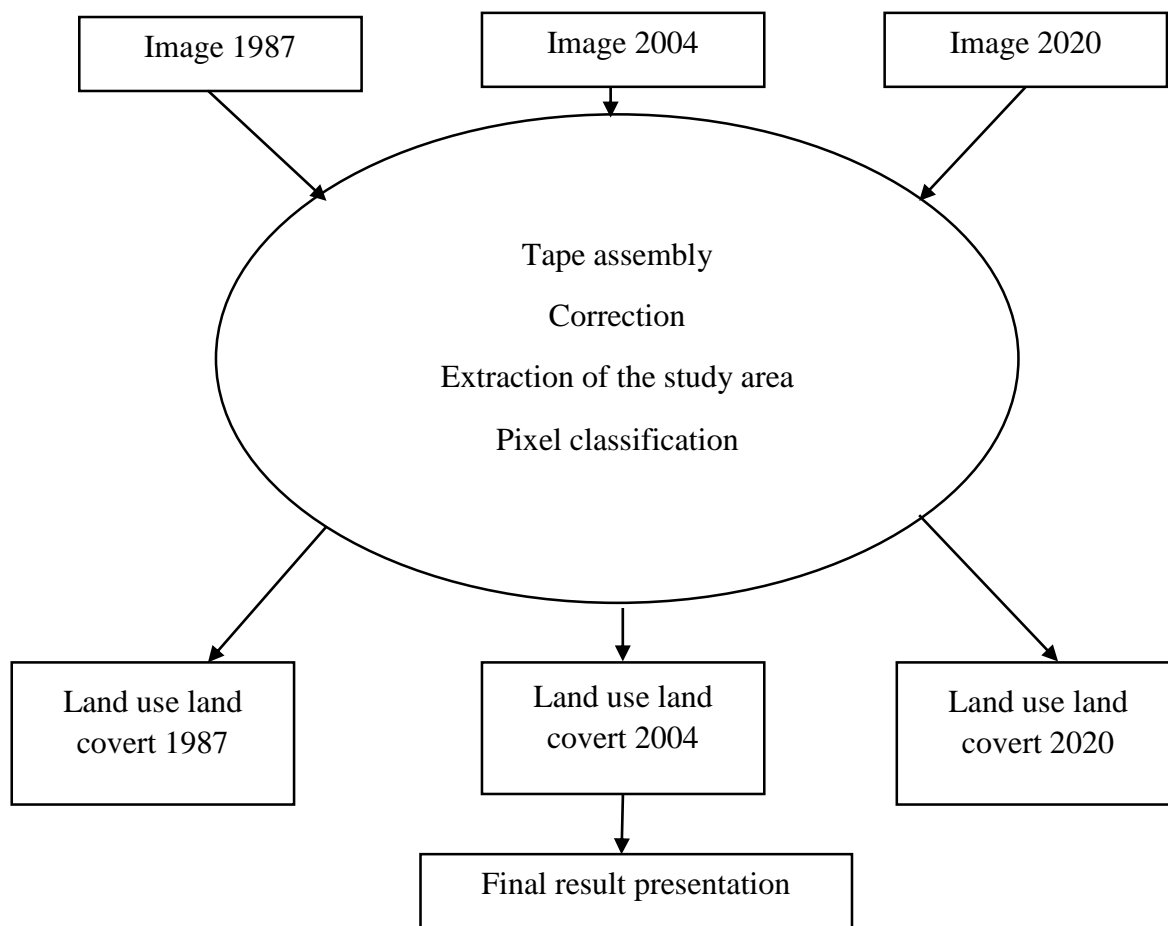 Image 1987
Image 2004
Image 2020
Tape assembly
Correction
Extraction of the study area
Pixel classification
Land use land
covert 1987
Land use land
covert 2004
Land use land
covert 2020
Final result presentation